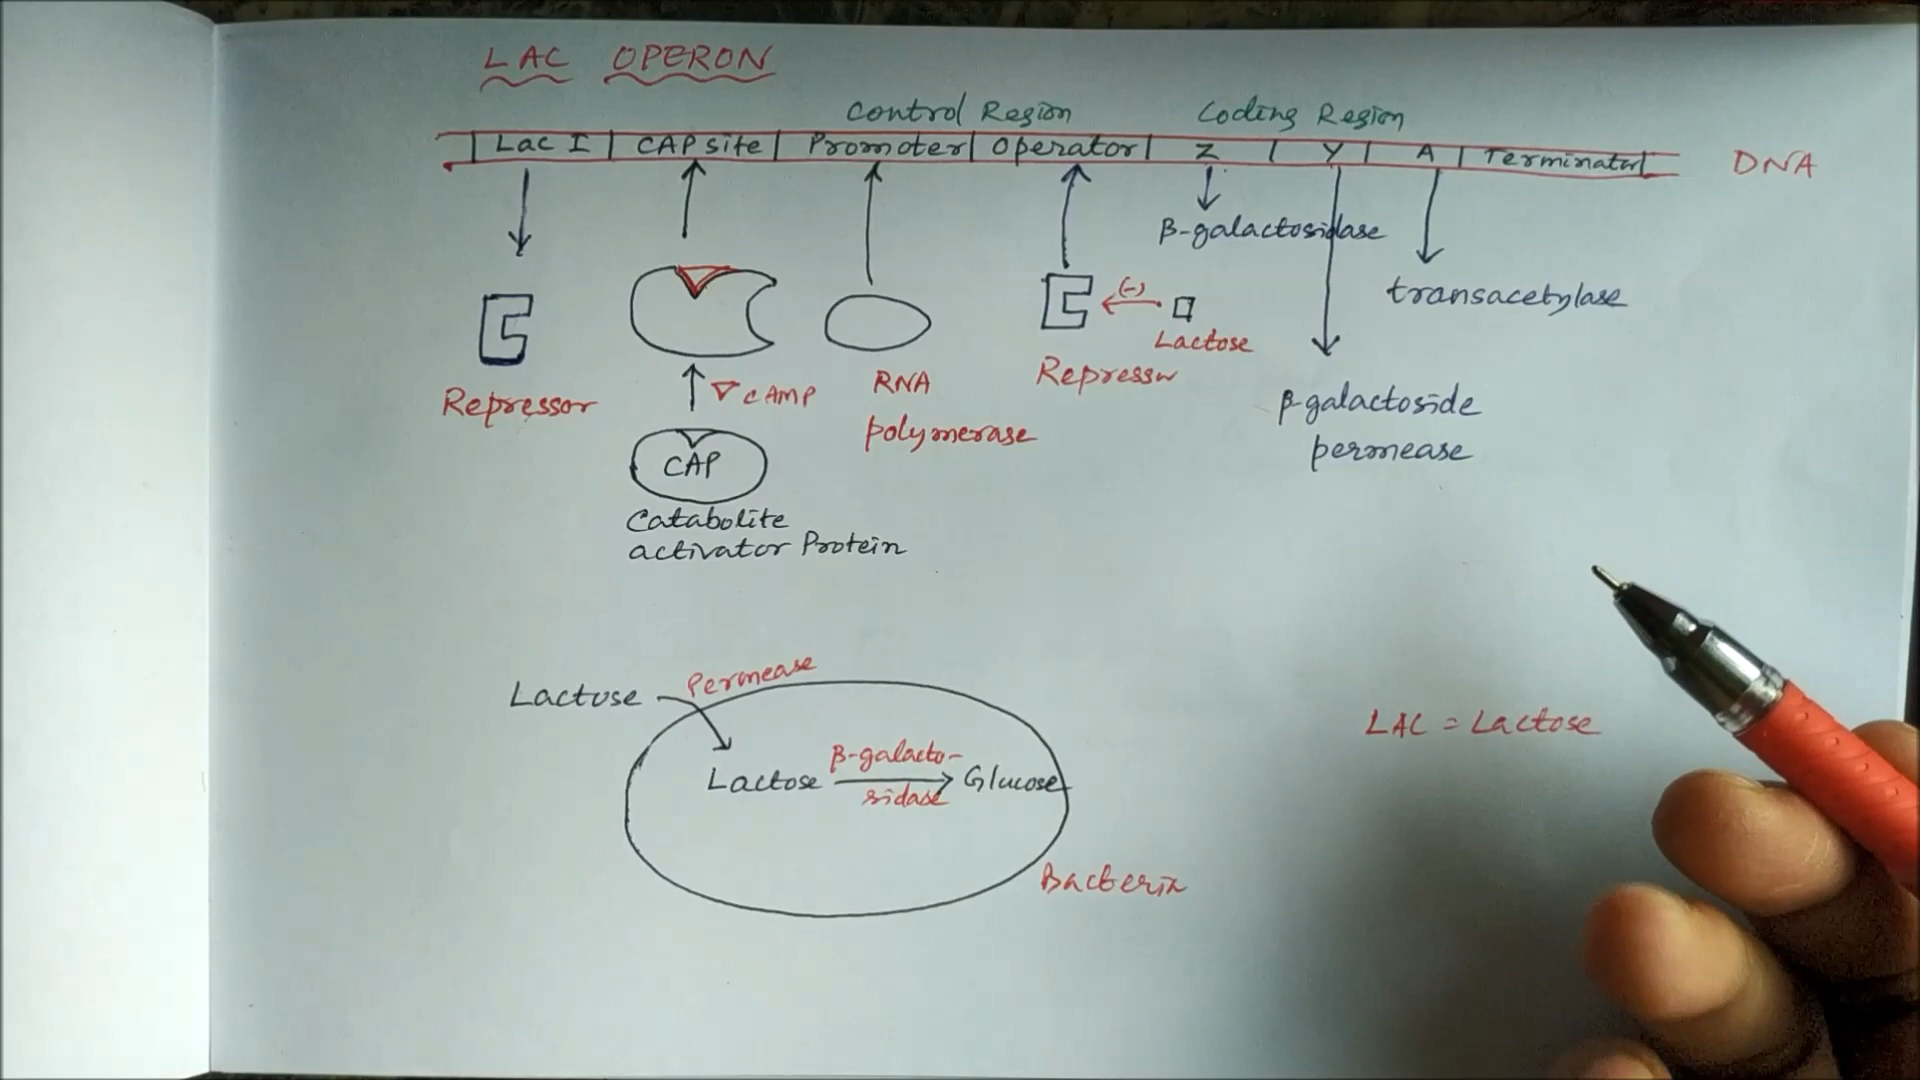 LAC OPERON
Control Region
Coding Region
Lac I | CAP site | Promoter | Operator | Z | Y | A | Terminator
DNA
β-galactosidase
transacetylase
(-)
Lactose
Repressor
Repressor
cAMP
RNA
polymerase
β-galactoside
permease
CAP
Catabolite
activator Protein
Permease
Lactose
β-galacto-
sidase
Lactose
Glucose
LAC = Lactose
Bacteria